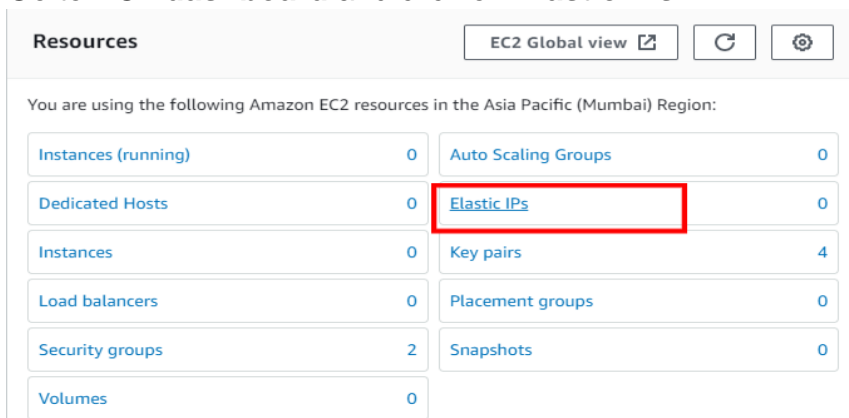 Resources EC2 Global view
You are using the following Amazon EC2 resources in the Asia Pacific (Mumbai) Region:
Instances (running) 0 Auto Scaling Groups 0
Dedicated Hosts 0 Elastic IPs 0
Instances 0 Key pairs 4
Load balancers 0 Placement groups 0
Security groups 2 Snapshots 0
Volumes 0